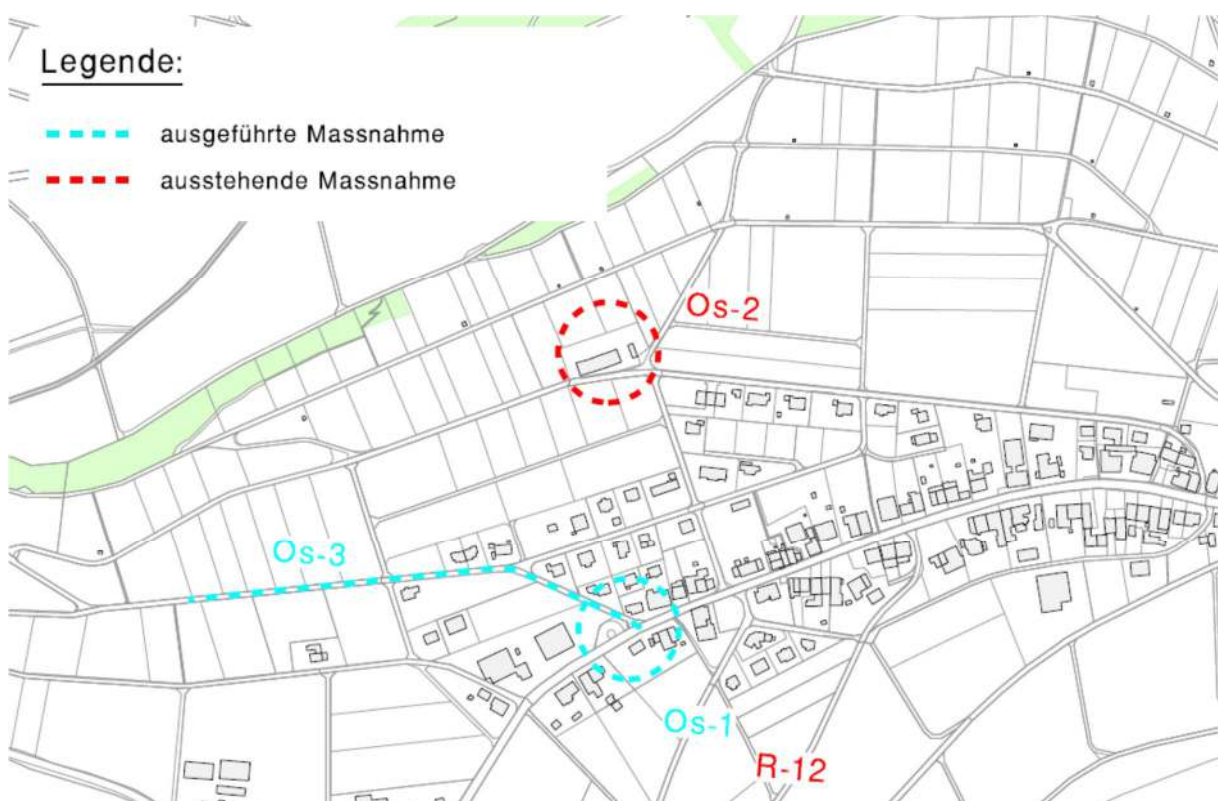 Legende:
ausgeführte Massnahme
ausstehende Massnahme
Os-2
Os-3
Os-1
R-12